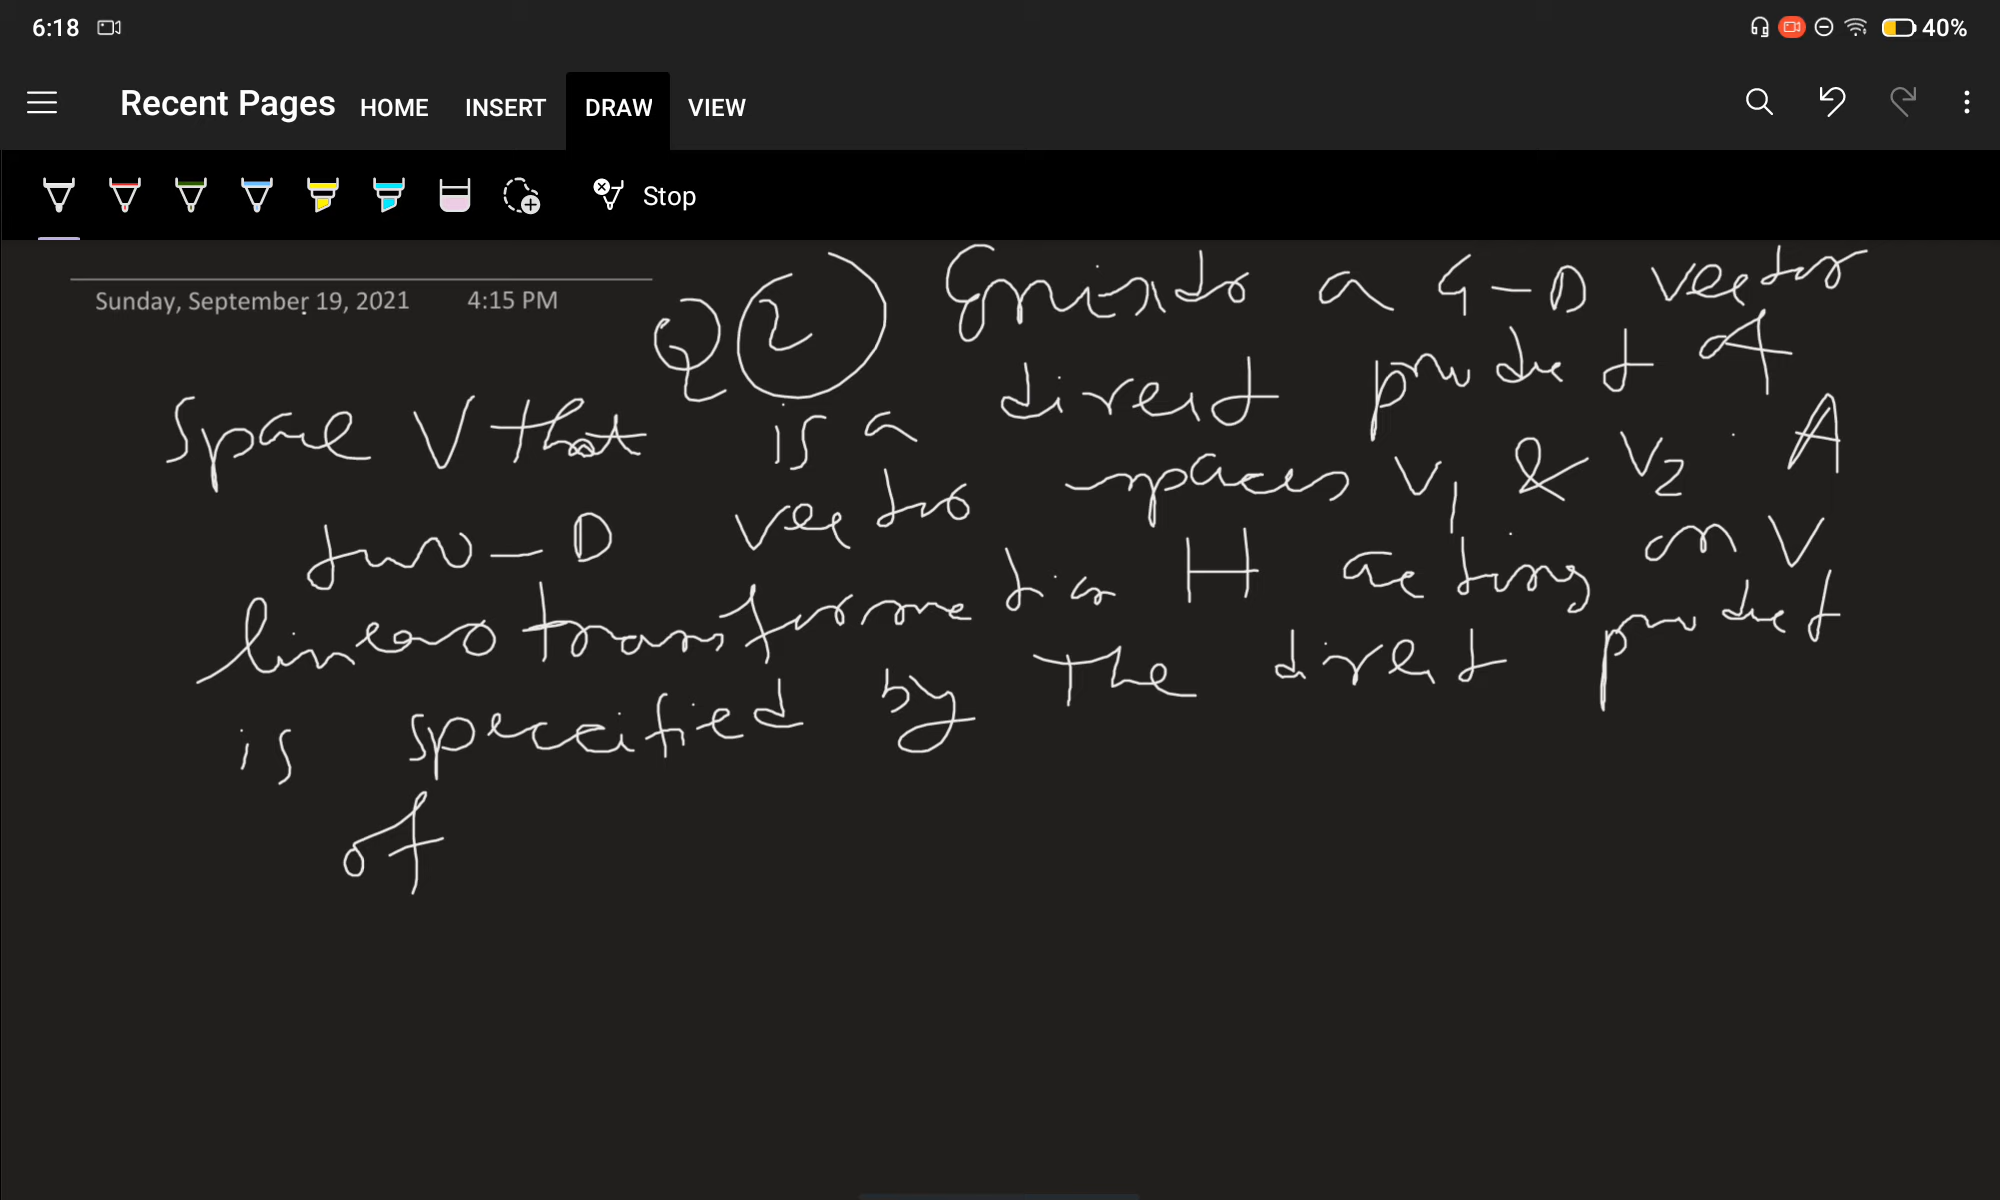 6:18
40%
Recent Pages HOME INSERT DRAW VIEW
Stop
Sunday, September 19, 2021 4:15 PM
Q 2 a 4-D vector
space V that is a direct product of
two-D vector spaces V1 & V2. A
linear transformation H acting on V
is specified by the direct product
of